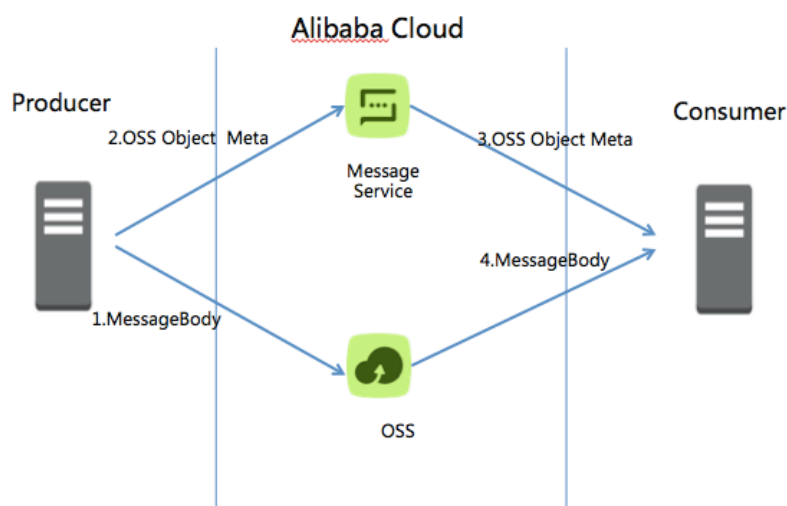 Alibaba Cloud
Producer
Consumer
2.OSS Object  Meta
3.OSS Object Meta
Message
Service
4.MessageBody
1.MessageBody
OSS